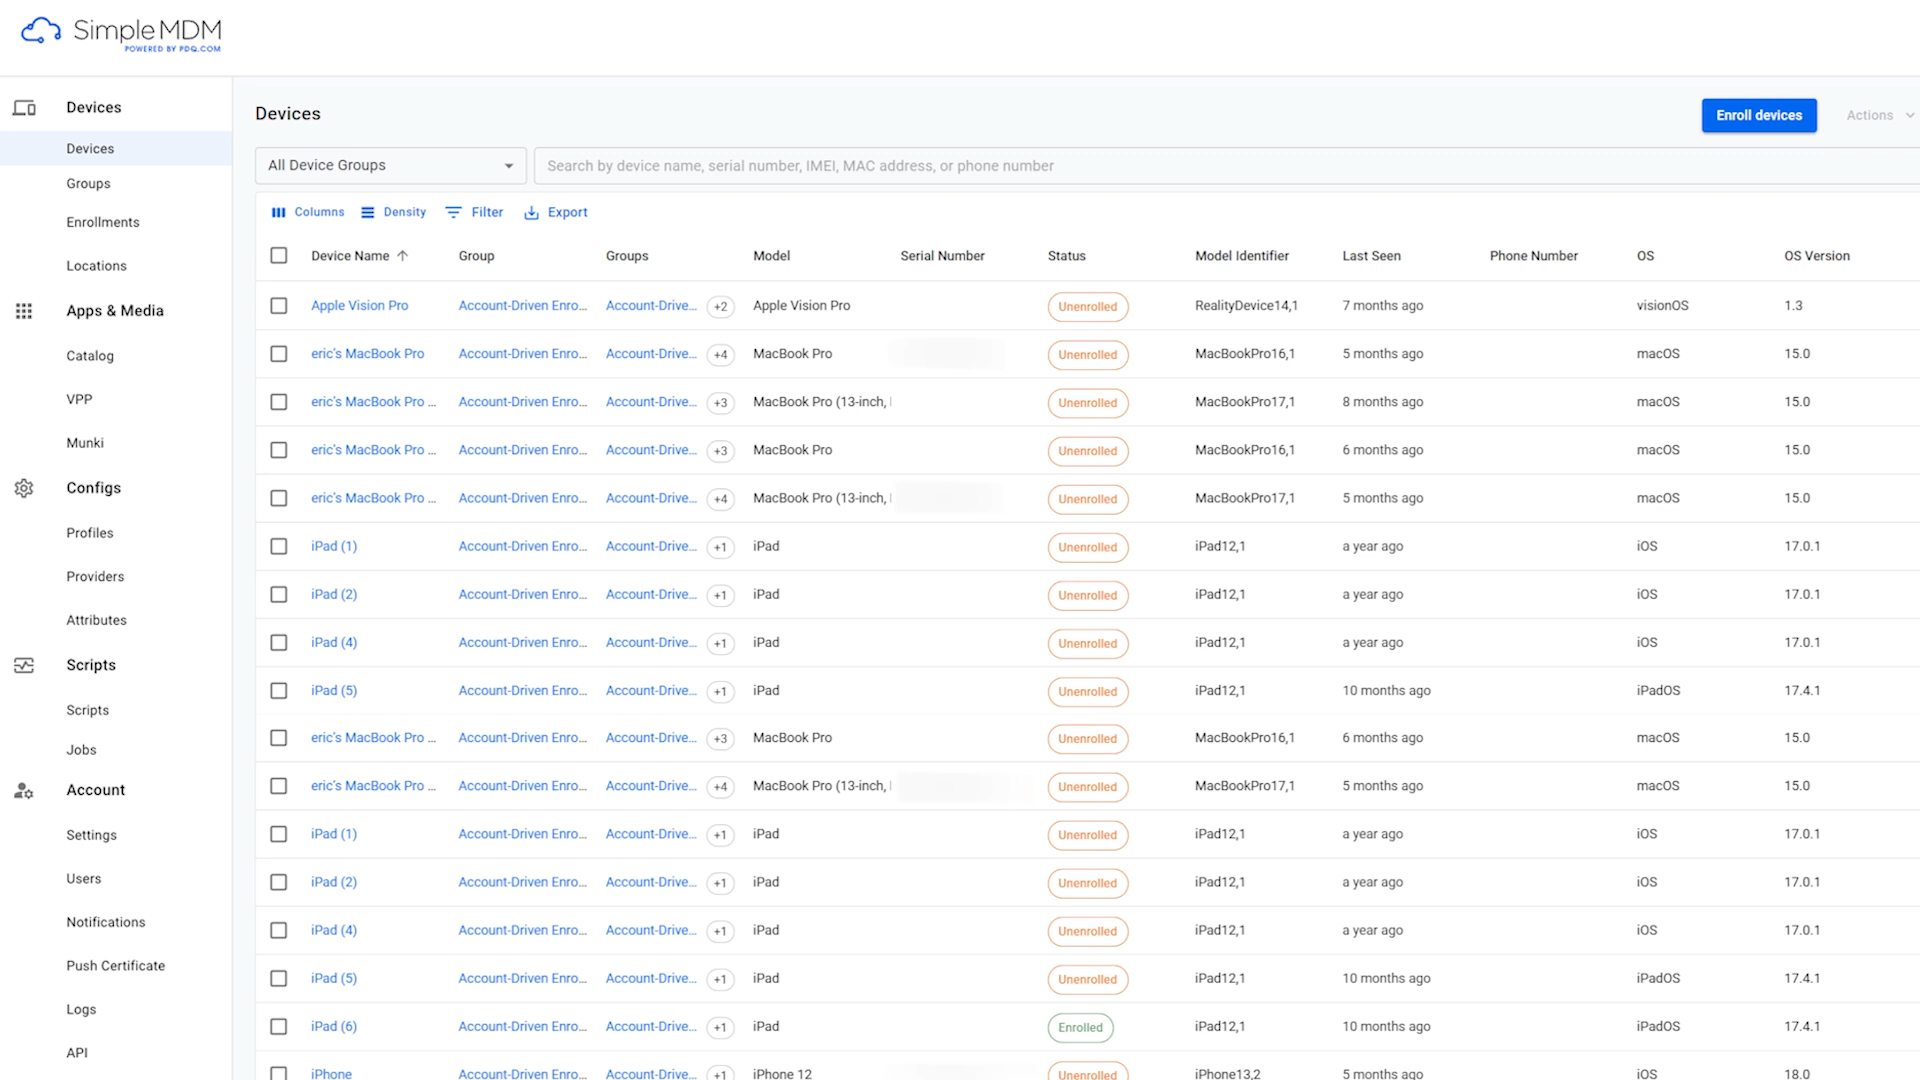 SimpleMDM
POWERED BY PDQ.COM
Devices
Devices
Groups
Enrollments
Locations
Apps & Media
Catalog
VPP
Munki
Configs
Profiles
Providers
Attributes
Scripts
Scripts
Jobs
Account
Settings
Users
Notifications
Push Certificate
Logs
API
Devices
Enroll devices Actions
All Device Groups Search by device name, serial number, IMEI, MAC address, or phone number
Columns Density Filter Export
Device Name Group Groups Model Serial Number Status Model Identifier Last Seen Phone Number OS OS Version
Apple Vision Pro Account-Driven Enro... Account-Drive... +2 Apple Vision Pro Unenrolled RealityDevice14,1 7 months ago visionOS 1.3
eric's MacBook Pro Account-Driven Enro... Account-Drive... +4 MacBook Pro Unenrolled MacBookPro16,1 5 months ago macOS 15.0
eric's MacBook Pro ... Account-Driven Enro... Account-Drive... +3 MacBook Pro (13-inch, Unenrolled MacBookPro17,1 8 months ago macOS 15.0
eric's MacBook Pro ... Account-Driven Enro... Account-Drive... +3 MacBook Pro Unenrolled MacBookPro16,1 6 months ago macOS 15.0
eric's MacBook Pro ... Account-Driven Enro... Account-Drive... +4 MacBook Pro (13-inch, Unenrolled MacBookPro17,1 5 months ago macOS 15.0
iPad (1) Account-Driven Enro... Account-Drive... +1 iPad Unenrolled iPad12,1 a year ago iOS 17.0.1
iPad (2) Account-Driven Enro... Account-Drive... +1 iPad Unenrolled iPad12,1 a year ago iOS 17.0.1
iPad (4) Account-Driven Enro... Account-Drive... +1 iPad Unenrolled iPad12,1 a year ago iOS 17.0.1
iPad (5) Account-Driven Enro... Account-Drive... +1 iPad Unenrolled iPad12,1 10 months ago iPadOS 17.4.1
eric's MacBook Pro ... Account-Driven Enro... Account-Drive... +3 MacBook Pro Unenrolled MacBookPro16,1 6 months ago macOS 15.0
eric's MacBook Pro ... Account-Driven Enro... Account-Drive... +4 MacBook Pro (13-inch, Unenrolled MacBookPro17,1 5 months ago macOS 15.0
iPad (1) Account-Driven Enro... Account-Drive... +1 iPad Unenrolled iPad12,1 a year ago iOS 17.0.1
iPad (2) Account-Driven Enro... Account-Drive... +1 iPad Unenrolled iPad12,1 a year ago iOS 17.0.1
iPad (4) Account-Driven Enro... Account-Drive... +1 iPad Unenrolled iPad12,1 a year ago iOS 17.0.1
iPad (5) Account-Driven Enro... Account-Drive... +1 iPad Unenrolled iPad12,1 10 months ago iPadOS 17.4.1
iPad (6) Account-Driven Enro... Account-Drive... +1 iPad Enrolled iPad12,1 10 months ago iPadOS 17.4.1
iPhone Account-Driven Enro... Account-Drive... +1 iPhone 12 Unenrolled iPhone13,2 5 months ago iOS 18.0